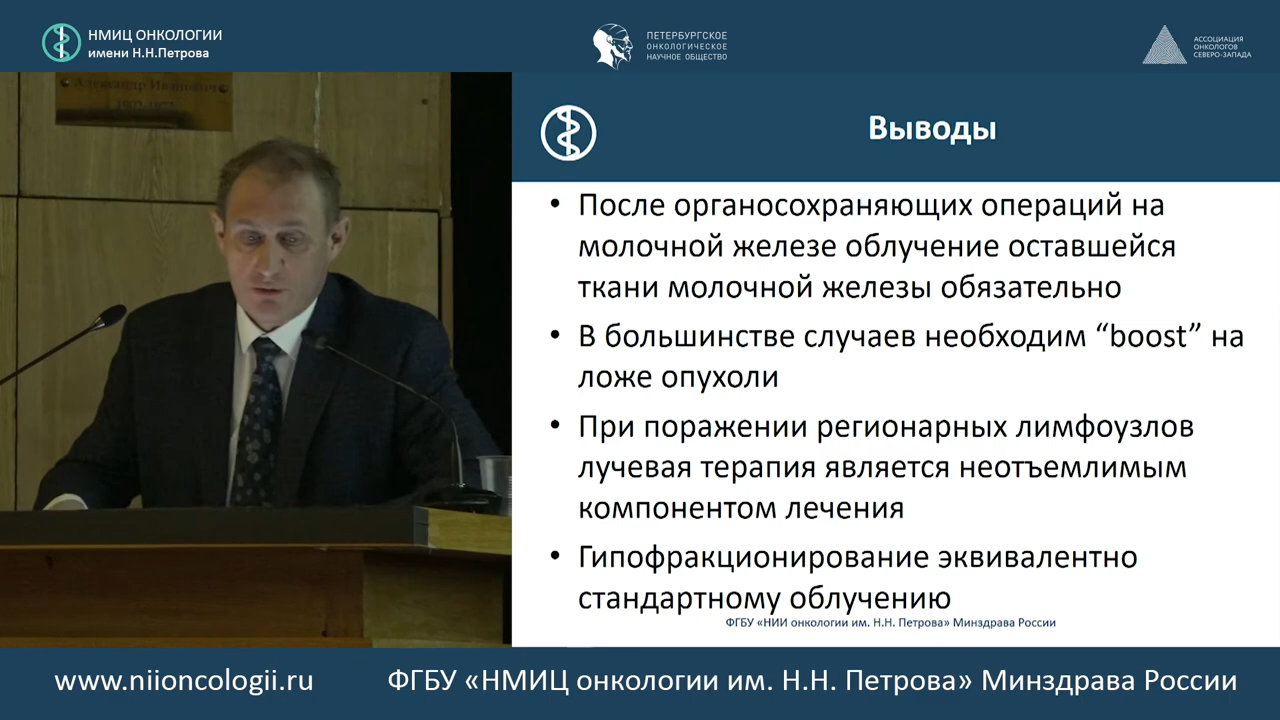 НМИЦ ОНКОЛОГИИ
имени Н.Н.Петрова
ПЕТЕРБУРГСКОЕ
ОНКОЛОГИЧЕСКОЕ
НАУЧНОЕ ОБЩЕСТВО
АССОЦИАЦИЯ
ОНКОЛОГОВ
СЕВЕРО-ЗАПАДА
Александр Иванович
Выводы
• После органосохраняющих операций на
молочной железе облучение оставшейся
ткани молочной железы обязательно
• В большинстве случаев необходим “boost” на
ложе опухоли
• При поражении регионарных лимфоузлов
лучевая терапия является неотъемлимым
компонентом лечения
• Гипофракционирование эквивалентно
стандартному облучению
ФГБУ «НИИ онкологии им. Н.Н. Петрова» Минздрава России
www.niioncologii.ru
ФГБУ «НМИЦ онкологии им. Н.Н. Петрова» Минздрава России